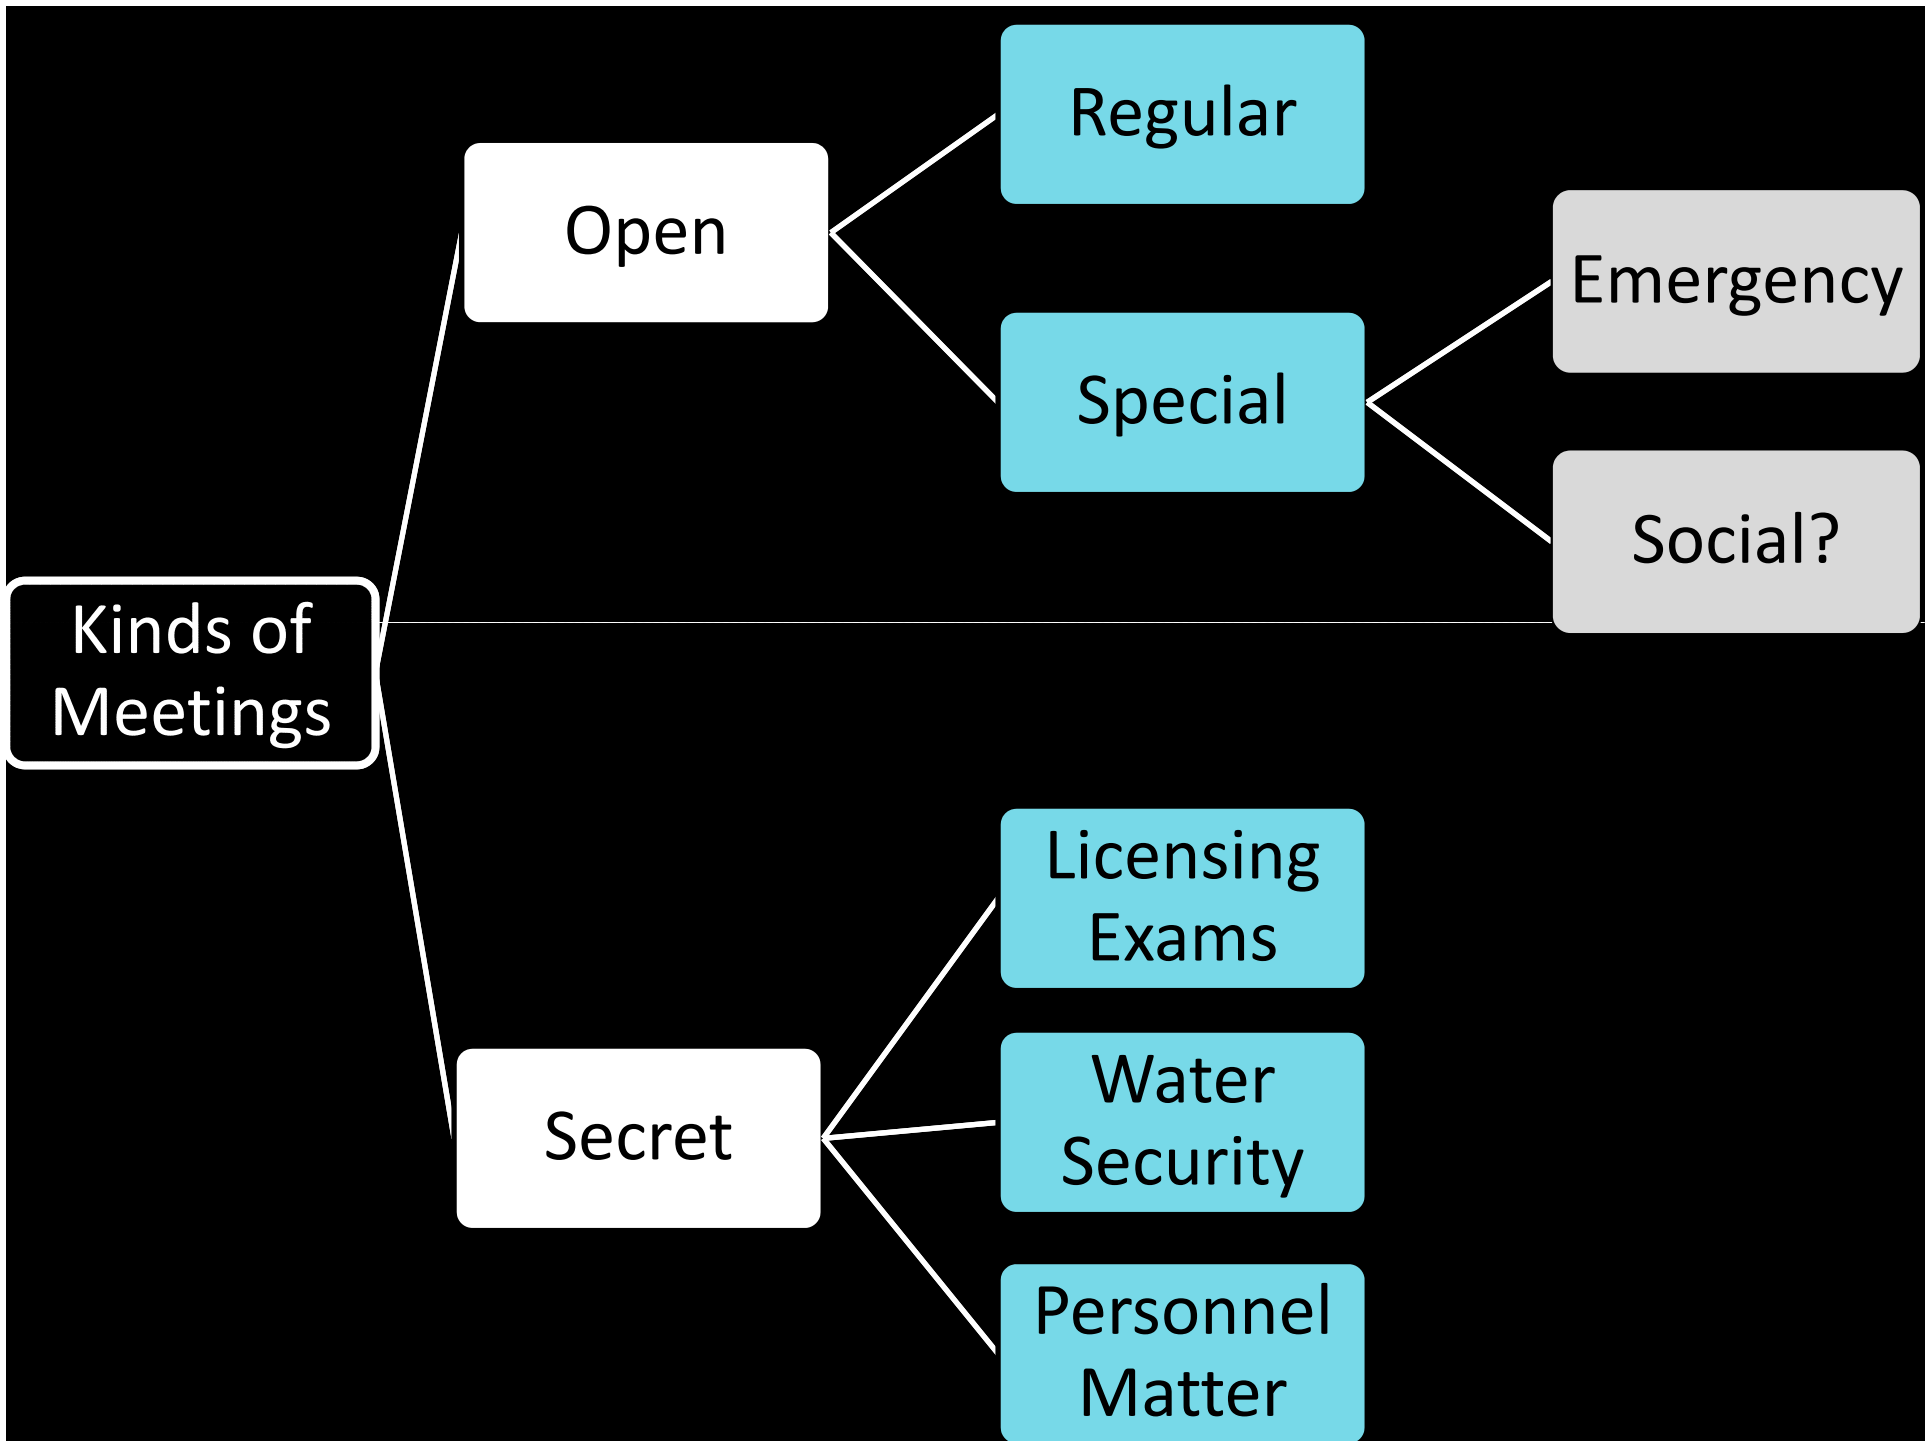 Kinds of
Meetings
Open
Regular
Special
Emergency
Social?
Secret
Licensing
Exams
Water
Security
Personnel
Matter